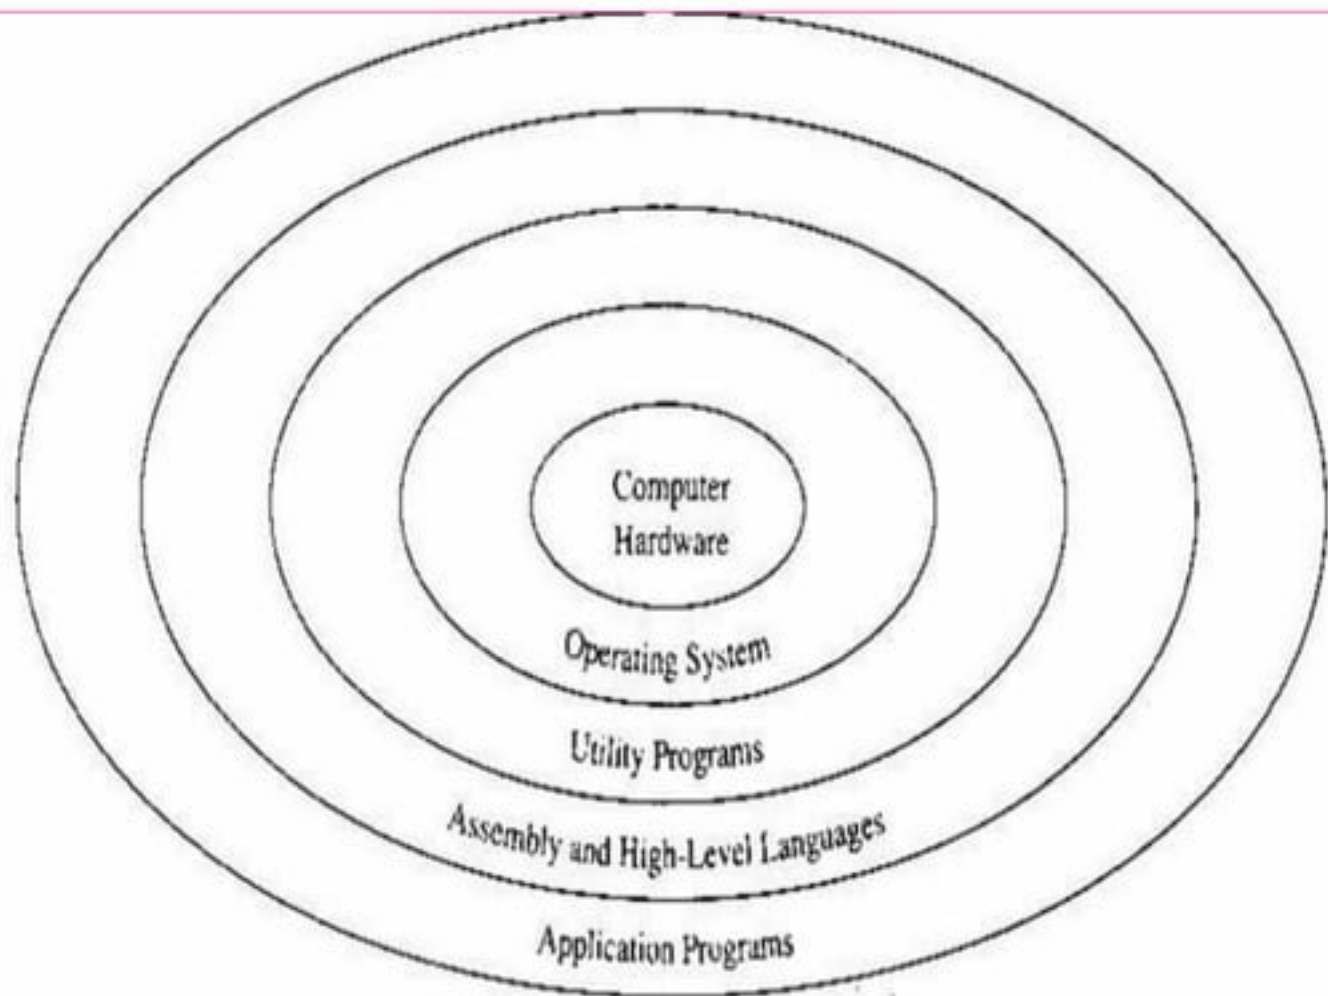 Computer
Hardware
Operating System
Utility Programs
Assembly and High-Level Languages
Application Programs